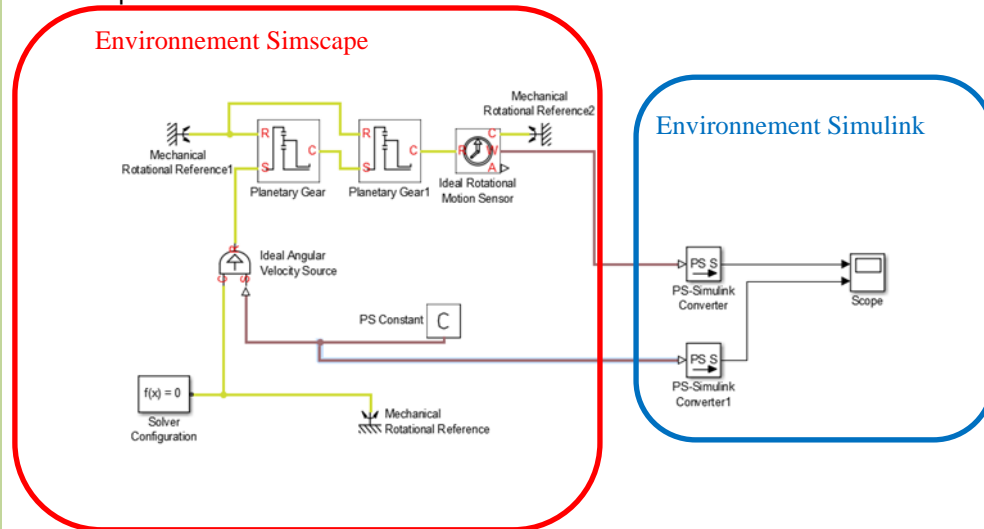 Environnement Simscape
Environnement Simulink
Mechanical
Rotational Reference2
Mechanical
Rotational Reference1
R
S
C
Planetary Gear
R
S
C
Planetary Gear1
R
C
W
A
Ideal Rotational
Motion Sensor
R
C
S
Ideal Angular
Velocity Source
PS Constant
C
f(x) = 0
Solver
Configuration
Mechanical
Rotational Reference
PS S
PS-Simulink
Converter
PS S
PS-Simulink
Converter1
Scope